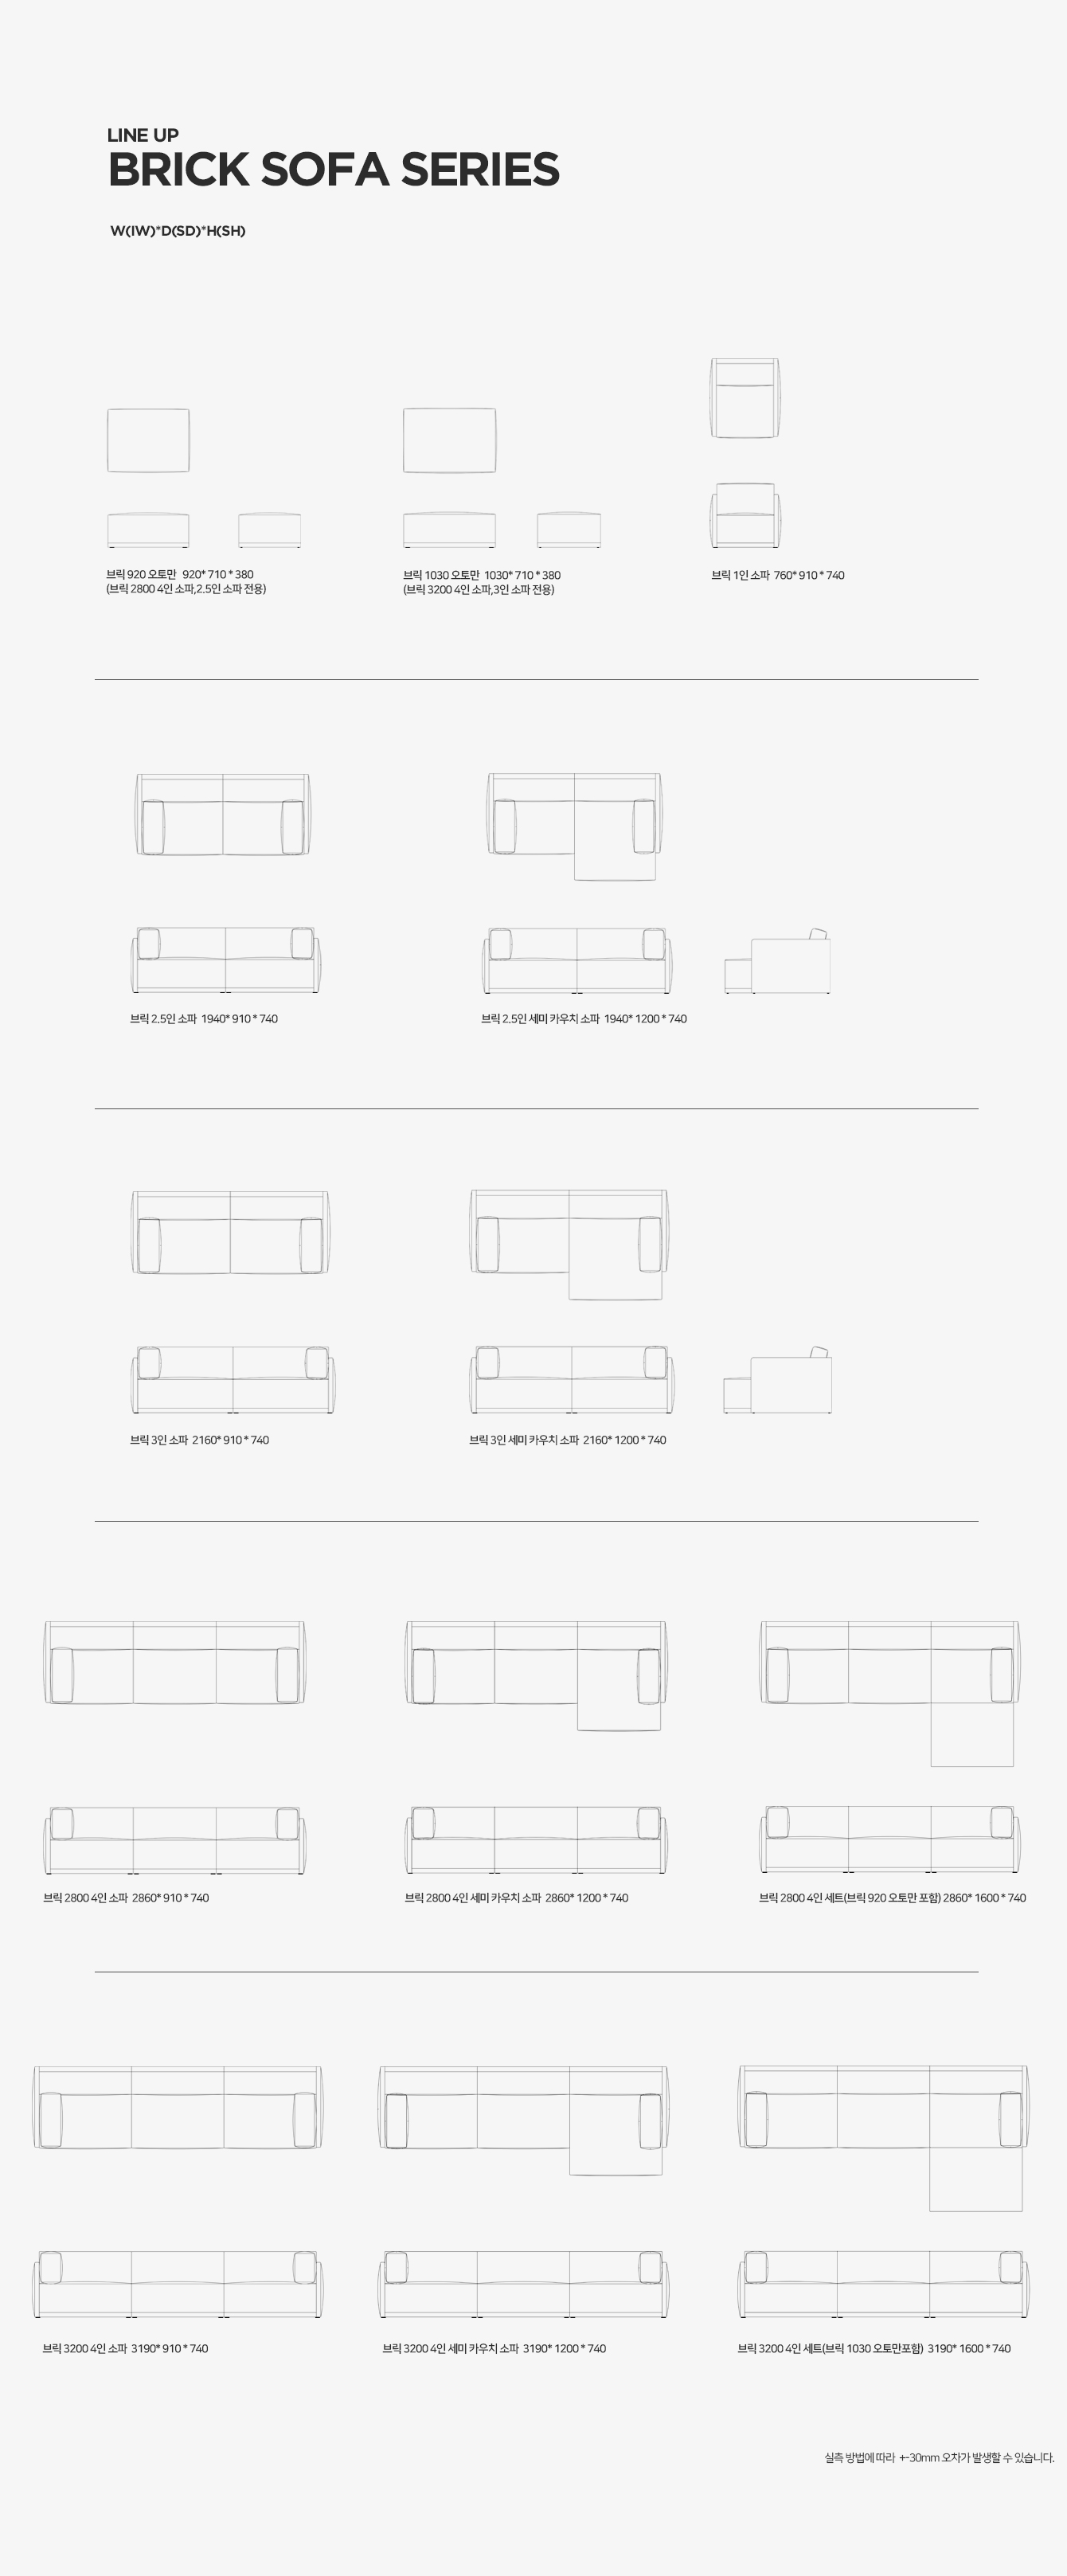 LINE UP
BRICK SOFA SERIES
W(IW)*D(SD)*H(SH)
브릭 920 오토만 920* 710 * 380
(브릭 2800 4인 소파,2.5인 소파 전용)
브릭 1030 오토만 1030* 710 * 380
(브릭 3200 4인 소파,3인 소파 전용)
브릭 1인 소파 760* 910 * 740
브릭 2.5인 소파 1940* 910 * 740
브릭 2.5인 세미 카우치 소파 1940* 1200 * 740
브릭 3인 소파 2160* 910 * 740
브릭 3인 세미 카우치 소파 2160* 1200 * 740
브릭 2800 4인 소파 2860* 910 * 740
브릭 2800 4인 세미 카우치 소파 2860* 1200 * 740
브릭 2800 4인 세트(브릭 920 오토만 포함) 2860* 1600 * 740
브릭 3200 4인 소파 3190* 910 * 740
브릭 3200 4인 세미 카우치 소파 3190* 1200 * 740
브릭 3200 4인 세트(브릭 1030 오토만포함) 3190* 1600 * 740
실측 방법에 따라 +-30mm 오차가 발생할 수 있습니다.